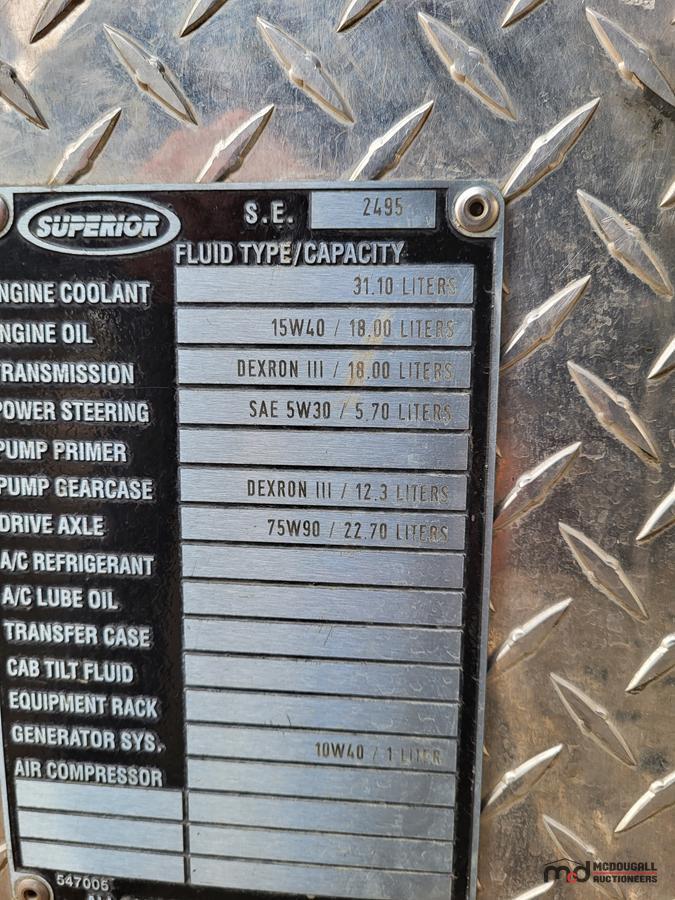 SUPERIOR S.E. 2495
FLUID TYPE/CAPACITY
NGINE COOLANT 31.10 LITERS
NGINE OIL 15W40 / 18.00 LITERS
TRANSMISSION DEXRON III / 18.00 LITERS
POWER STEERING SAE 5W30 / 5.70 LITERS
PUMP PRIMER
PUMP GEARCASE DEXRON III / 12.3 LITERS
DRIVE AXLE 75W90 / 22.70 LITERS
A/C REFRIGERANT
A/C LUBE OIL
TRANSFER CASE
CAB TILT FLUID
EQUIPMENT RACK
GENERATOR SYS. 10W40 / 1 LITER
AIR COMPRESSOR
547005
md MCDOUGALL
AUCTIONEERS